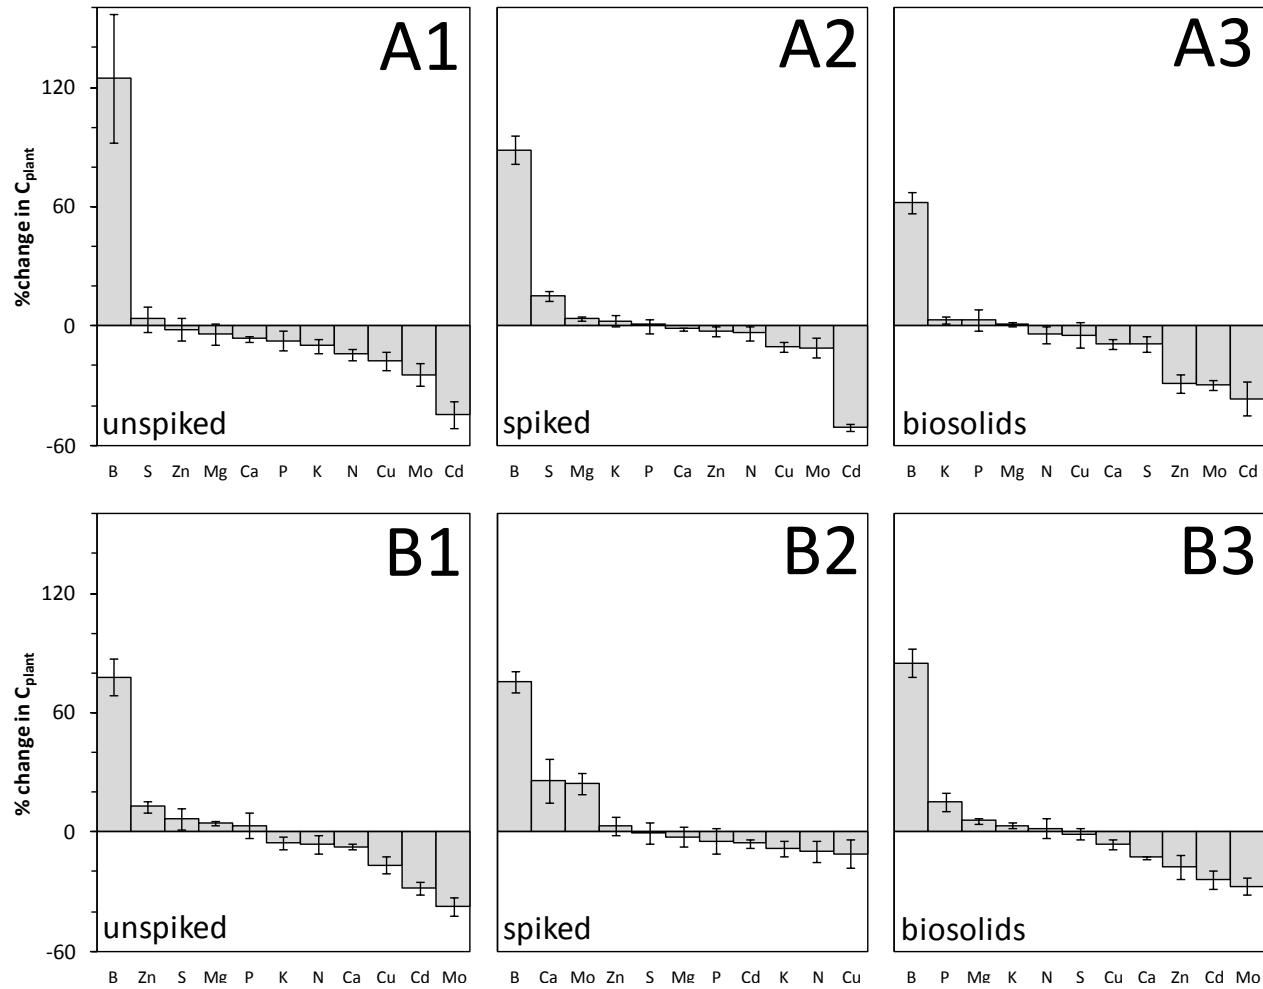 A1 A2 A3
%change in Cplant
120
60
0
-60
unspiked spiked biosolids
B S Zn Mg Ca P K N Cu Mo Cd B S Mg K P Ca Zn N Cu Mo Cd B K P Mg N Cu Ca S Zn Mo Cd
B1 B2 B3
% change in Cplant
120
60
0
-60
unspiked spiked biosolids
B Zn S Mg P K N Ca Cu Cd Mo B Ca Mo Zn S Mg P Cd K N Cu B P Mg K N S Cu Ca Zn Cd Mo